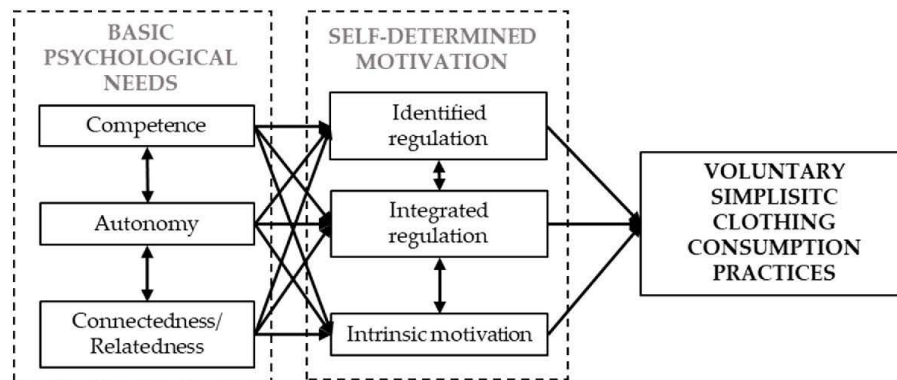 BASIC
PSYCHOLOGICAL
NEEDS
Competence
Autonomy
Connectedness/
Relatedness
SELF-DETERMINED
MOTIVATION
Identified
regulation
Integrated
regulation
Intrinsic motivation
VOLUNTARY
SIMPLISITC
CLOTHING
CONSUMPTION
PRACTICES